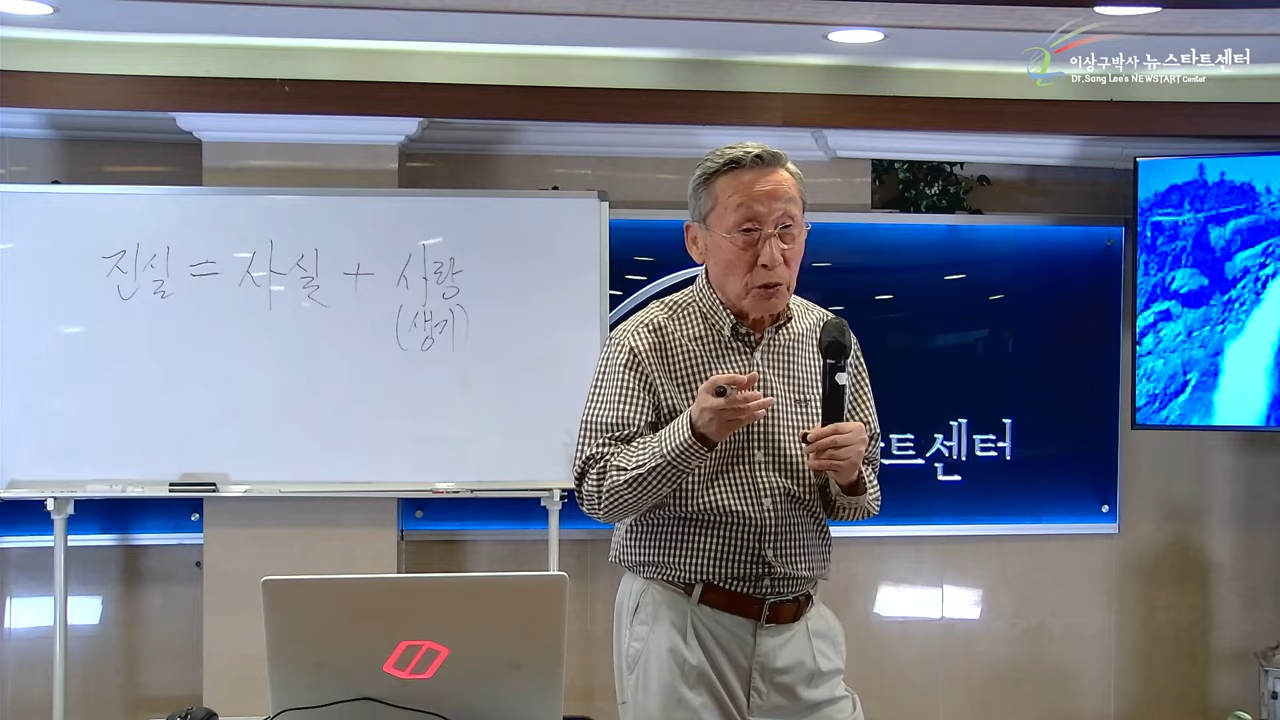 이상구박사 뉴스타트센터
Dr.Sang Lee's NEWSTART Center
진실 = 사실 + 사랑
(생기)
트센터